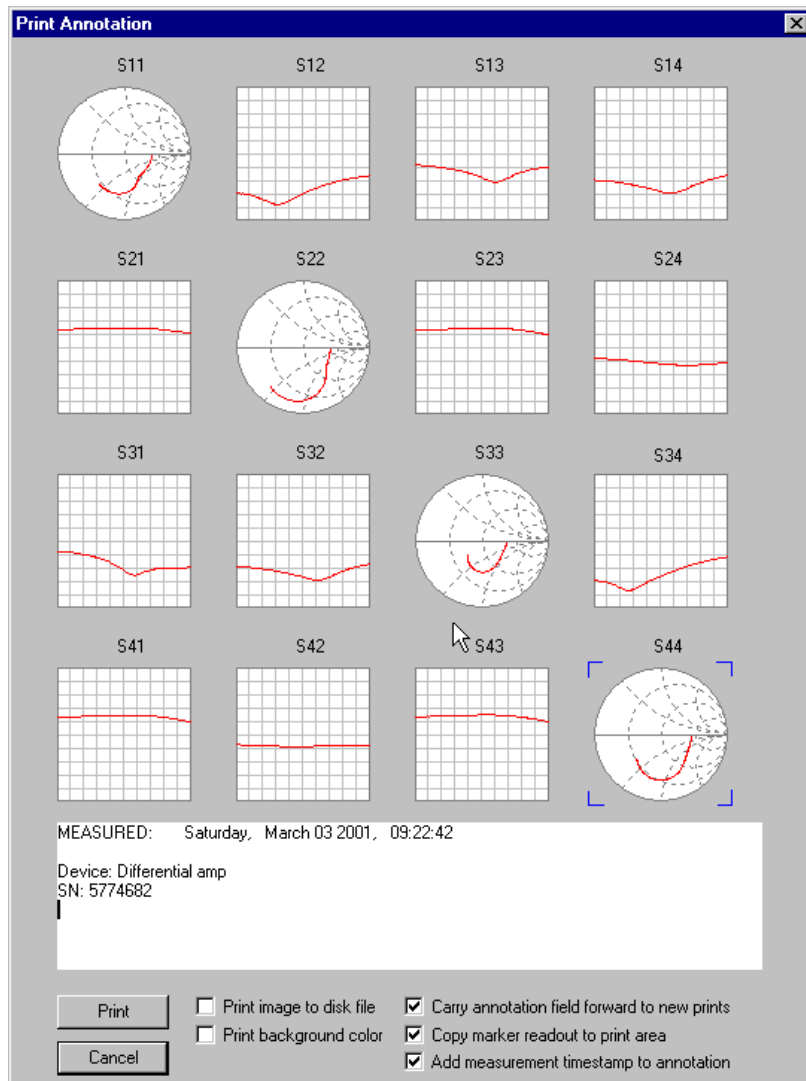 Print Annotation
S11 S12 S13 S14
S21 S22 S23 S24
S31 S32 S33 S34
S41 S42 S43 S44
MEASURED: Saturday, March 03 2001, 09:22:42
Device: Differential amp
SN: 5774682
Print
Print image to disk file
Carry annotation field forward to new prints
Print background color
Copy marker readout to print area
Cancel
Add measurement timestamp to annotation